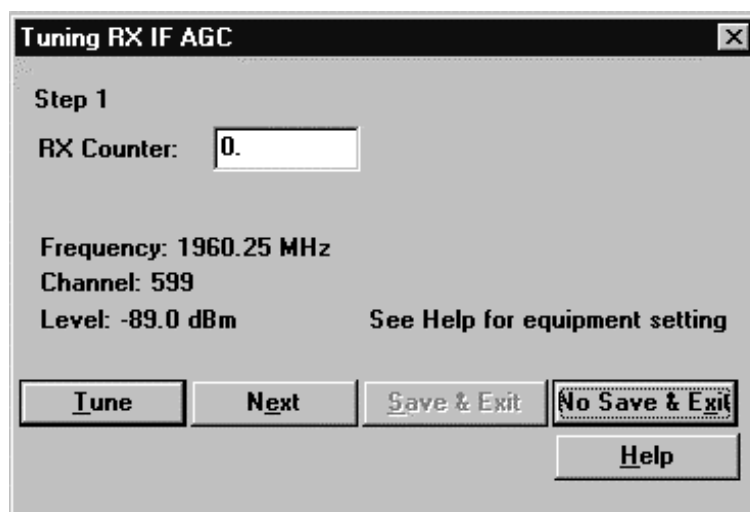 Tuning RX IF AGC
Step 1
RX Counter: 0.
Frequency: 1960.25 MHz
Channel: 599
Level: -89.0 dBm See Help for equipment setting
Tune Next Save & Exit No Save & Exit
Help